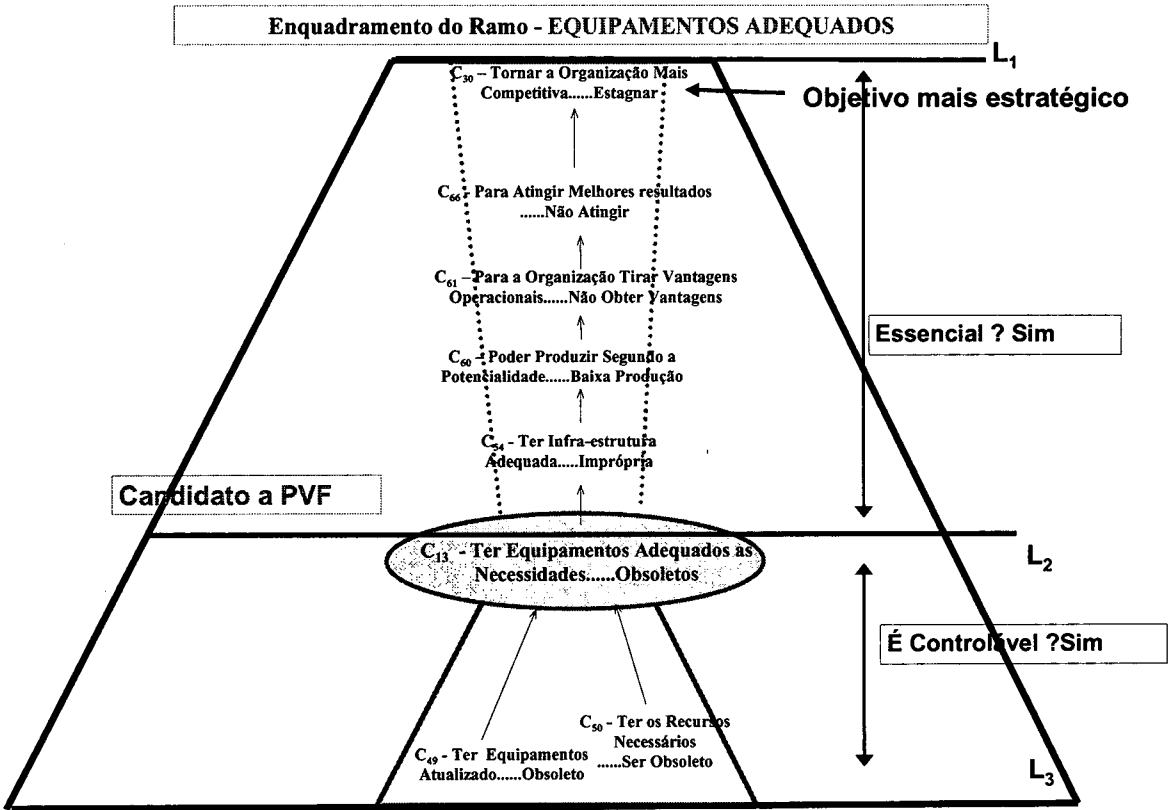 Enquadramento do Ramo - EQUIPAMENTOS ADEQUADOS
L1
C30 – Tornar a Organização Mais
Competitiva......Estagnar
Objetivo mais estratégico
C66 - Para Atingir Melhores resultados
......Não Atingir
C61 – Para a Organização Tirar Vantagens
Operacionais......Não Obter Vantagens
Essencial ? Sim
C60 – Poder Produzir Segundo a
Potencialidade......Baixa Produção
C54 - Ter Infra-estrutura
Adequada.....Imprópria
Candidato a PVF
C13 - Ter Equipamentos Adequados as
Necessidades......Obsoletos
L2
É Controlável ?Sim
C50 - Ter os Recursos
Necessários
......Ser Obsoleto
C49 - Ter Equipamentos
Atualizado......Obsoleto
L3